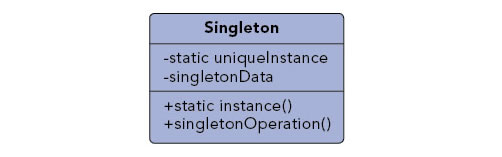 Singleton
-static uniqueInstance
-singletonData
+static instance()
+singletonOperation()